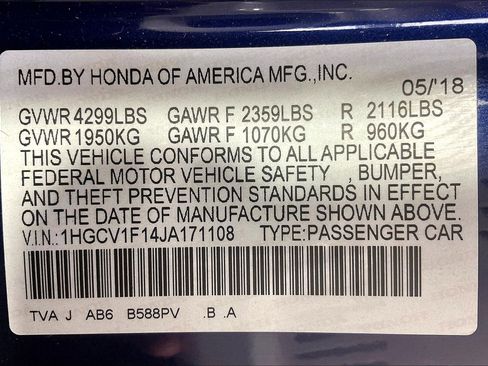 MFD.BY HONDA OF AMERICA MFG.,INC.
05/'18
GVWR 4299LBS GAWR F 2359LBS R 2116LBS
GVWR 1950KG GAWR F 1070KG R 960KG
THIS VEHICLE CONFORMS TO ALL APPLICABLE
FEDERAL MOTOR VEHICLE SAFETY , BUMPER,
AND THEFT PREVENTION STANDARDS IN EFFECT
ON THE DATE OF MANUFACTURE SHOWN ABOVE.
V.I.N.: 1HGCV1F14JA171108 TYPE:PASSENGER CAR
TVA J AB6 B588PV .B .A